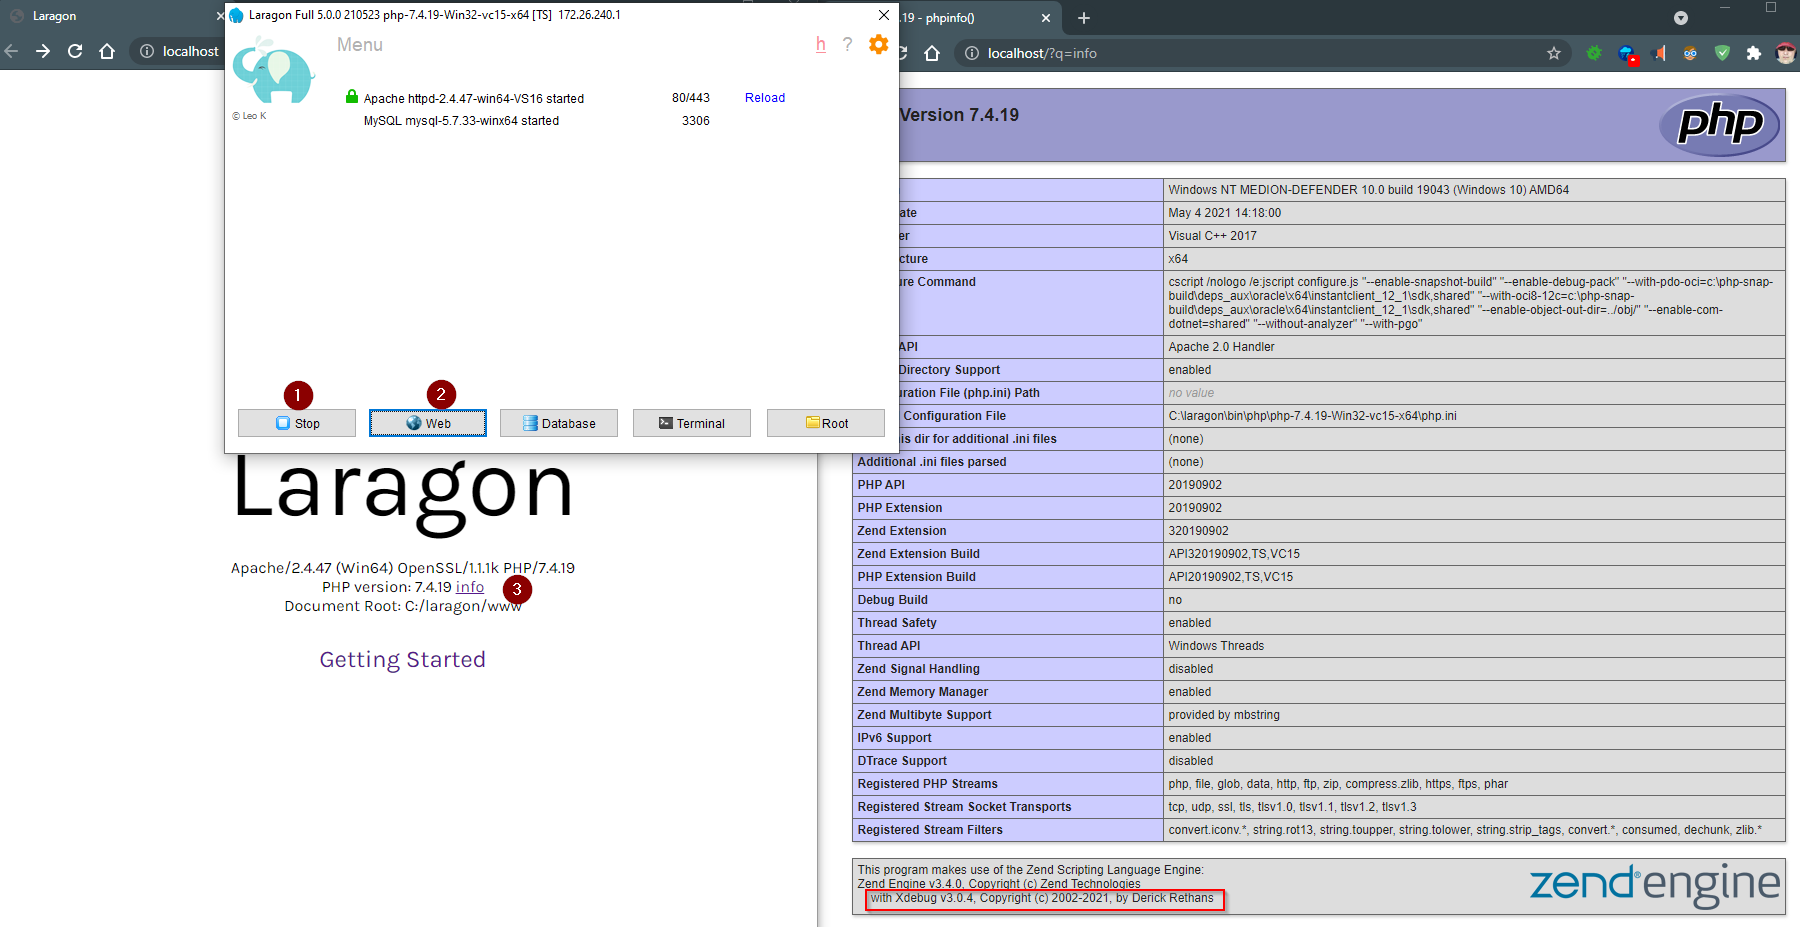 Laragon
Laragon Full 5.0.0 210523 php-7.4.19-Win32-vc15-x64 [TS] 172.26.240.1
.19 - phpinfo()
localhost
localhost/?q=info
Menu
h ?
© Leo K
Apache httpd-2.4.47-win64-VS16 started 80/443 Reload
MySQL mysql-5.7.33-winx64 started 3306
1
2
Stop
Web
Database
Terminal
Root
Laragon
Apache/2.4.47 (Win64) OpenSSL/1.1.1k PHP/7.4.19
PHP version: 7.4.19 info
3
Document Root: C:/laragon/www
Getting Started
Version 7.4.19
php
Windows NT MEDION-DEFENDER 10.0 build 19043 (Windows 10) AMD64
ate May 4 2021 14:18:00
er Visual C++ 2017
cture x64
ure Command cscript /nologo /e:jscript configure.js "--enable-snapshot-build" "--enable-debug-pack" "--with-pdo-oci=c:\php-snap-
build\deps_aux\oracle\x64\instantclient_12_1\sdk,shared" "--with-oci8-12c=c:\php-snap-
build\deps_aux\oracle\x64\instantclient_12_1\sdk,shared" "--enable-object-out-dir=../obj/" "--enable-com-
dotnet=shared" "--without-analyzer" "--with-pgo"
API Apache 2.0 Handler
Directory Support enabled
uration File (php.ini) Path no value
Configuration File C:\laragon\bin\php\php-7.4.19-Win32-vc15-x64\php.ini
is dir for additional .ini files (none)
Additional .ini files parsed (none)
PHP API 20190902
PHP Extension 20190902
Zend Extension 320190902
Zend Extension Build API320190902,TS,VC15
PHP Extension Build API20190902,TS,VC15
Debug Build no
Thread Safety enabled
Thread API Windows Threads
Zend Signal Handling disabled
Zend Memory Manager enabled
Zend Multibyte Support provided by mbstring
IPv6 Support enabled
DTrace Support disabled
Registered PHP Streams php, file, glob, data, http, ftp, zip, compress.zlib, https, ftps, phar
Registered Stream Socket Transports tcp, udp, ssl, tls, tlsv1.0, tlsv1.1, tlsv1.2, tlsv1.3
Registered Stream Filters convert.iconv.*, string.rot13, string.toupper, string.tolower, string.strip_tags, convert.*, consumed, dechunk, zlib.*
This program makes use of the Zend Scripting Language Engine:
Zend Engine v3.4.0, Copyright (c) Zend Technologies
with Xdebug v3.0.4, Copyright (c) 2002-2021, by Derick Rethans
zend engine